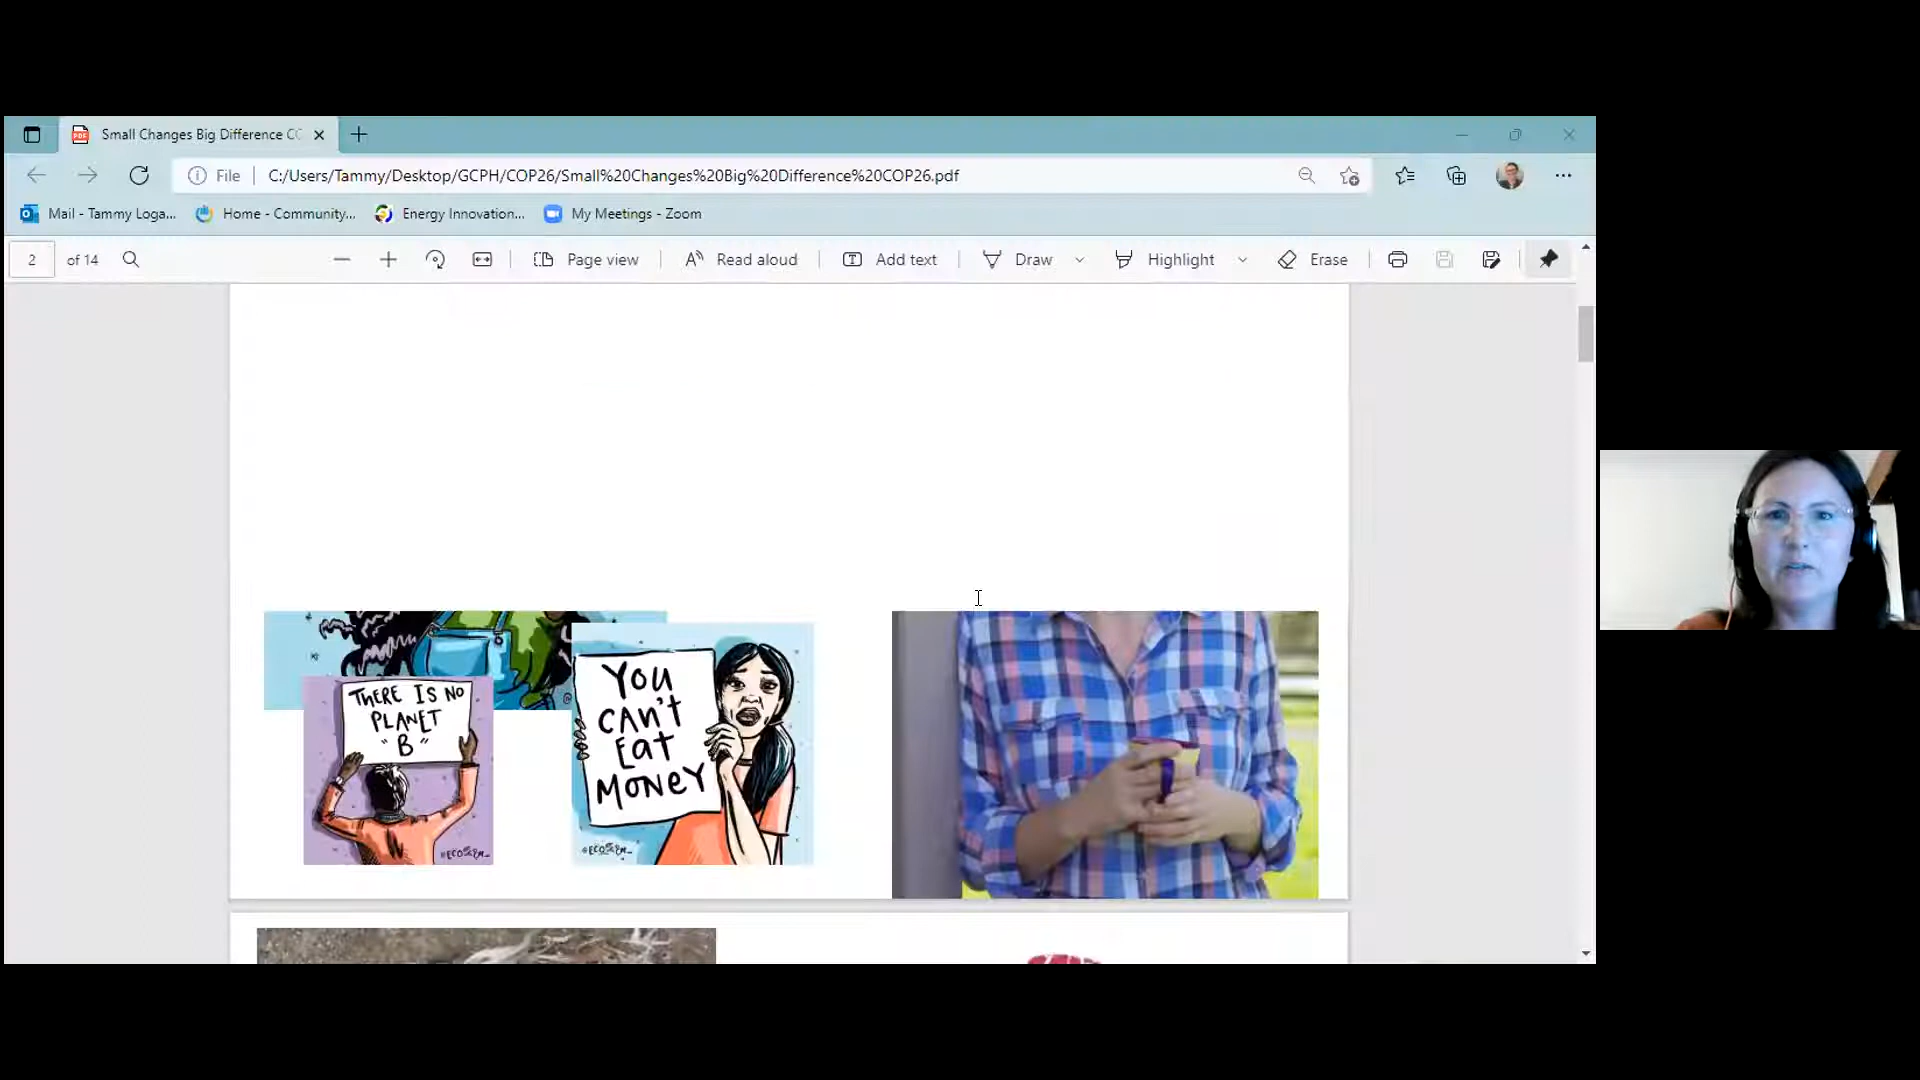 Small Changes Big Difference CO
File C:/Users/Tammy/Desktop/GCPH/COP26/Small%20Changes%20Big%20Difference%20COP26.pdf
Mail - Tammy Loga... Home - Community... Energy Innovation... My Meetings - Zoom
2 of 14 Page view Read aloud Add text Draw Highlight Erase
THERE IS NO
PLANET
"B"
YOU
CAN'T
EAT
MONEY